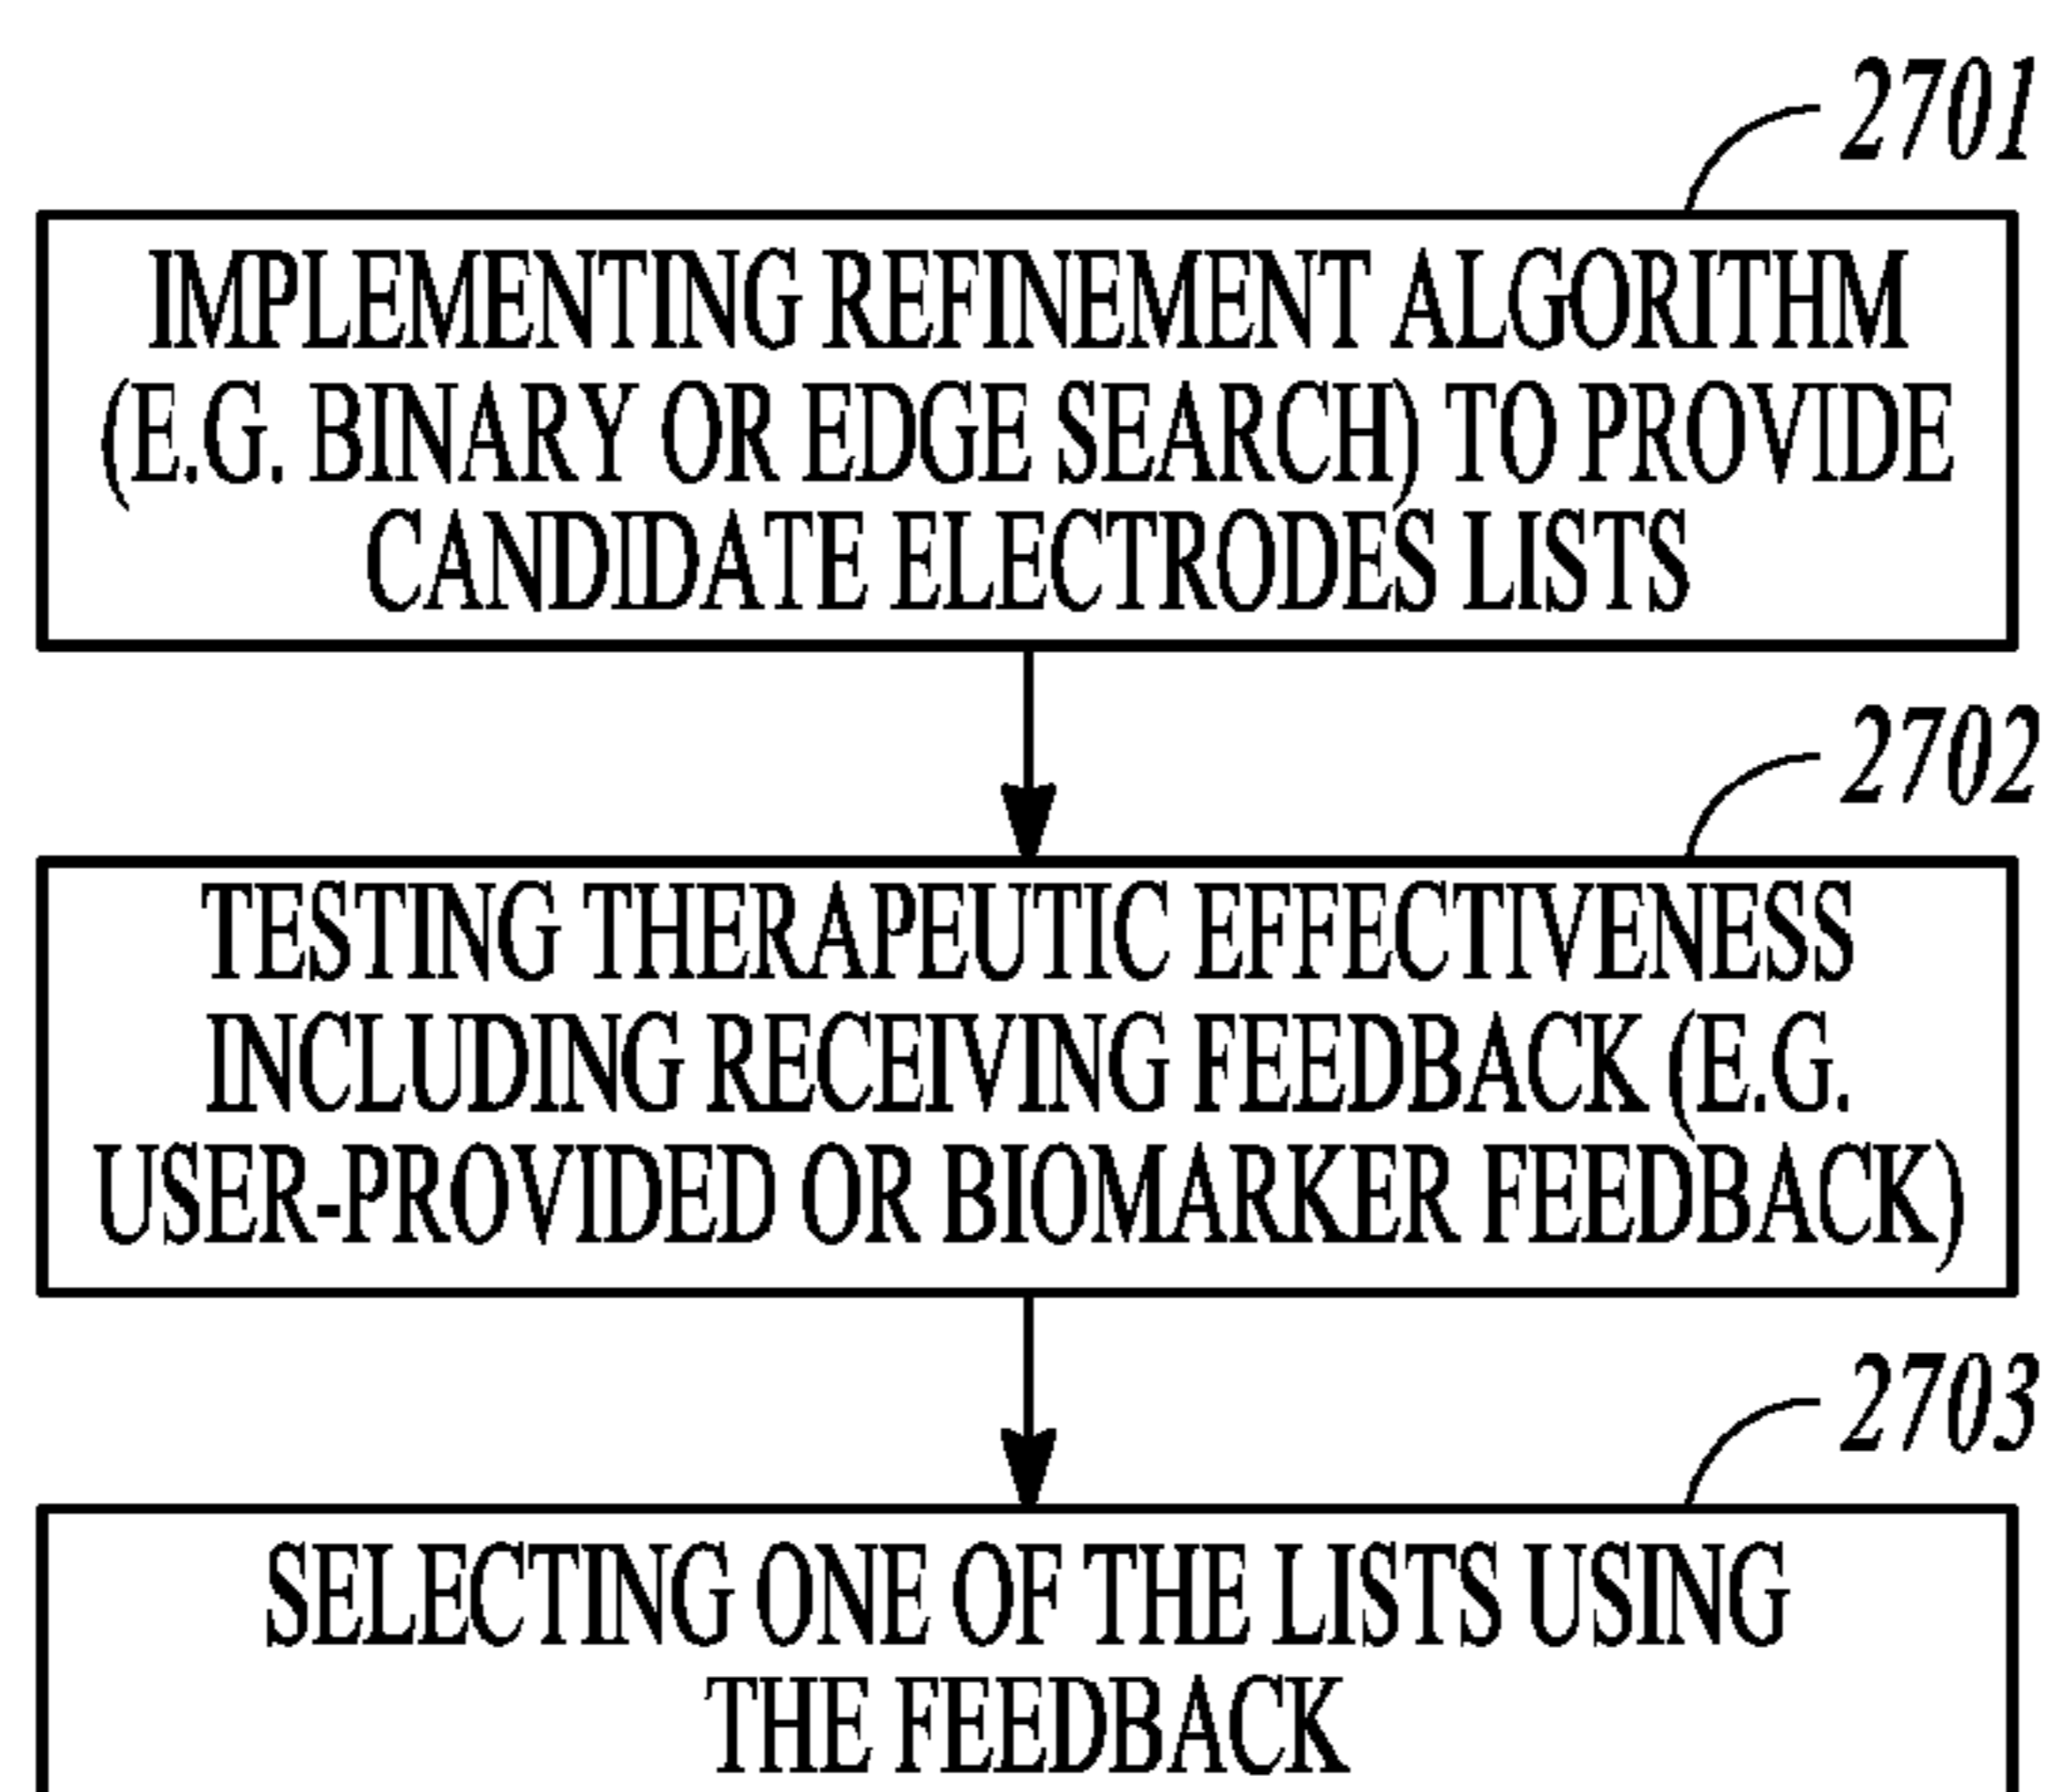 2701
IMPLEMENTING REFINEMENT ALGORITHM
(E.G. BINARY OR EDGE SEARCH) TO PROVIDE
CANDIDATE ELECTRODES LISTS
2702
TESTING THERAPEUTIC EFFECTIVENESS
INCLUDING RECEIVING FEEDBACK (E.G.
USER-PROVIDED OR BIOMARKER FEEDBACK)
2703
SELECTING ONE OF THE LISTS USING
THE FEEDBACK